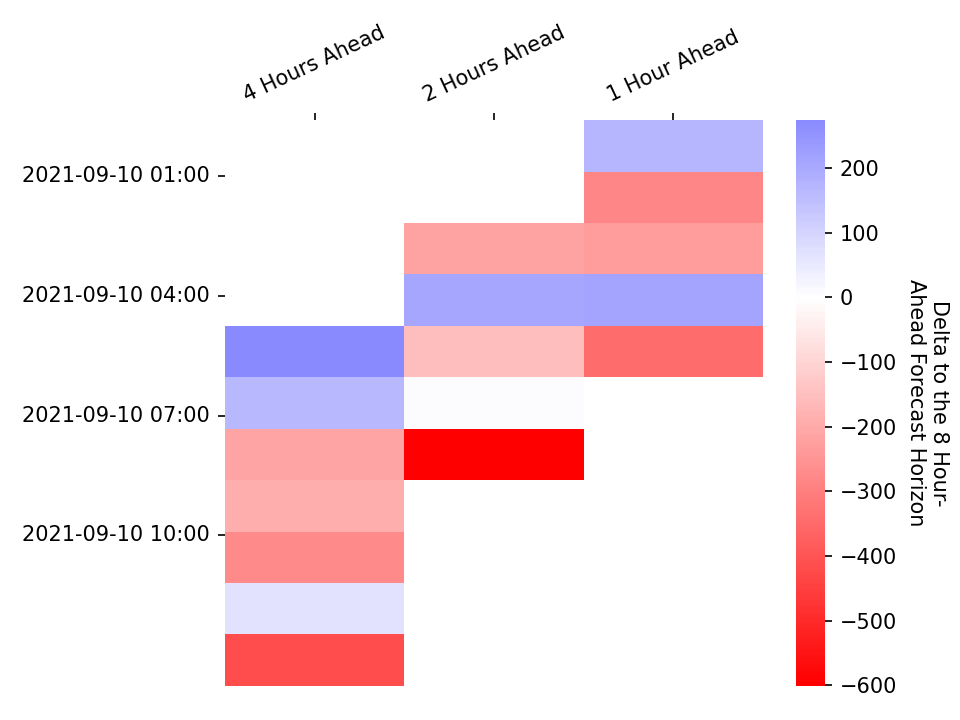 4 Hours Ahead
2 Hours Ahead
1 Hour Ahead
2021-09-10 01:00
2021-09-10 04:00
2021-09-10 07:00
2021-09-10 10:00
200
100
0
−100
−200
−300
−400
−500
−600
Delta to the 8 Hour-
Ahead Forecast Horizon